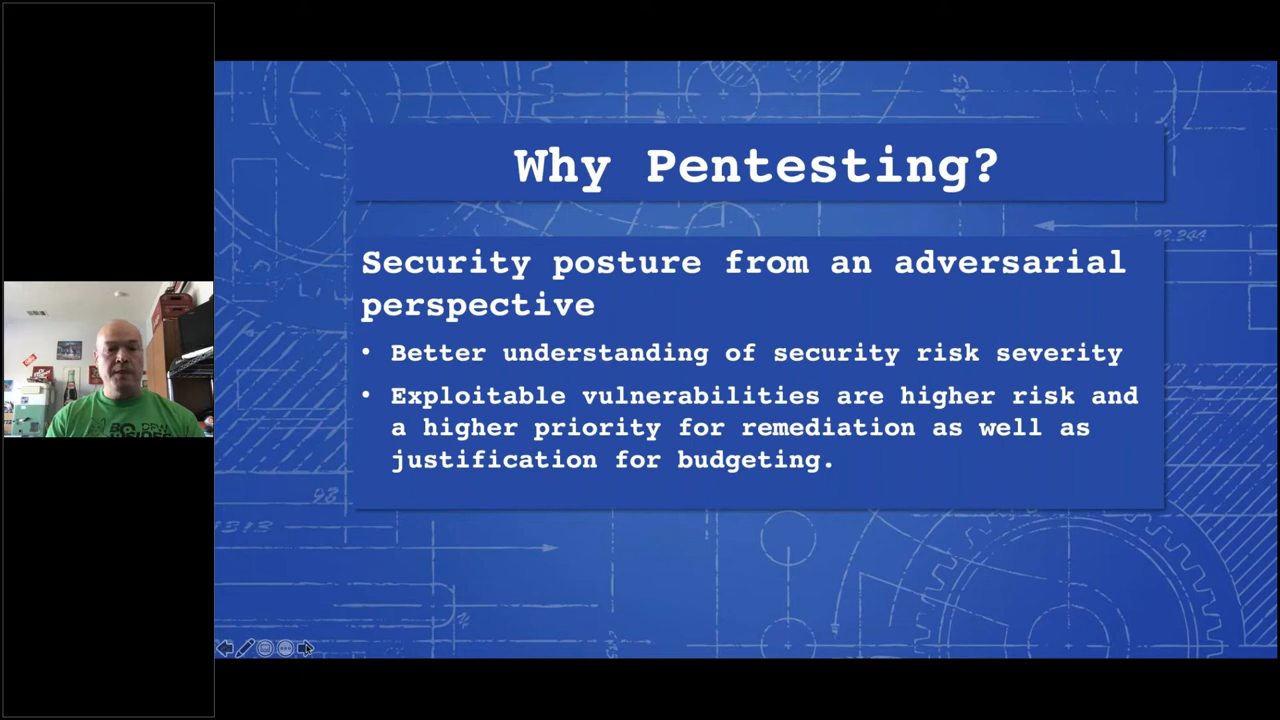 Why Pentesting?
Security posture from an adversarial
perspective
• Better understanding of security risk severity
• Exploitable vulnerabilities are higher risk and
a higher priority for remediation as well as
justification for budgeting.